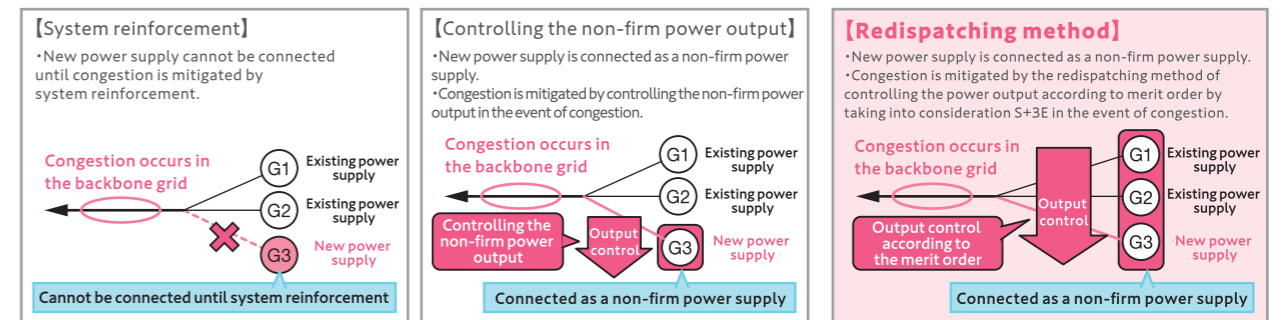 【System reinforcement】
・New power supply cannot be connected
until congestion is mitigated by
system reinforcement.
Congestion occurs in
the backbone grid
G1
Existing power
supply
G2
Existing power
supply
G3
New power
supply
Cannot be connected until system reinforcement
【Controlling the non-firm power output】
・New power supply is connected as a non-firm power
supply.
・Congestion is mitigated by controlling the non-firm power
output in the event of congestion.
Congestion occurs in
the backbone grid
G1
Existing power
supply
G2
Existing power
supply
Controlling the
non-firm power
output
Output
control
G3
New power
supply
Connected as a non-firm power supply
【Redispatching method】
・New power supply is connected as a non-firm power supply.
・Congestion is mitigated by the redispatching method of
controlling the power output according to merit order by
taking into consideration S+3E in the event of congestion.
Congestion occurs in
the backbone grid
G1
Existing power
supply
G2
Existing power
supply
Output
control
Output control
according to
the merit order
G3
New power
supply
Connected as a non-firm power supply